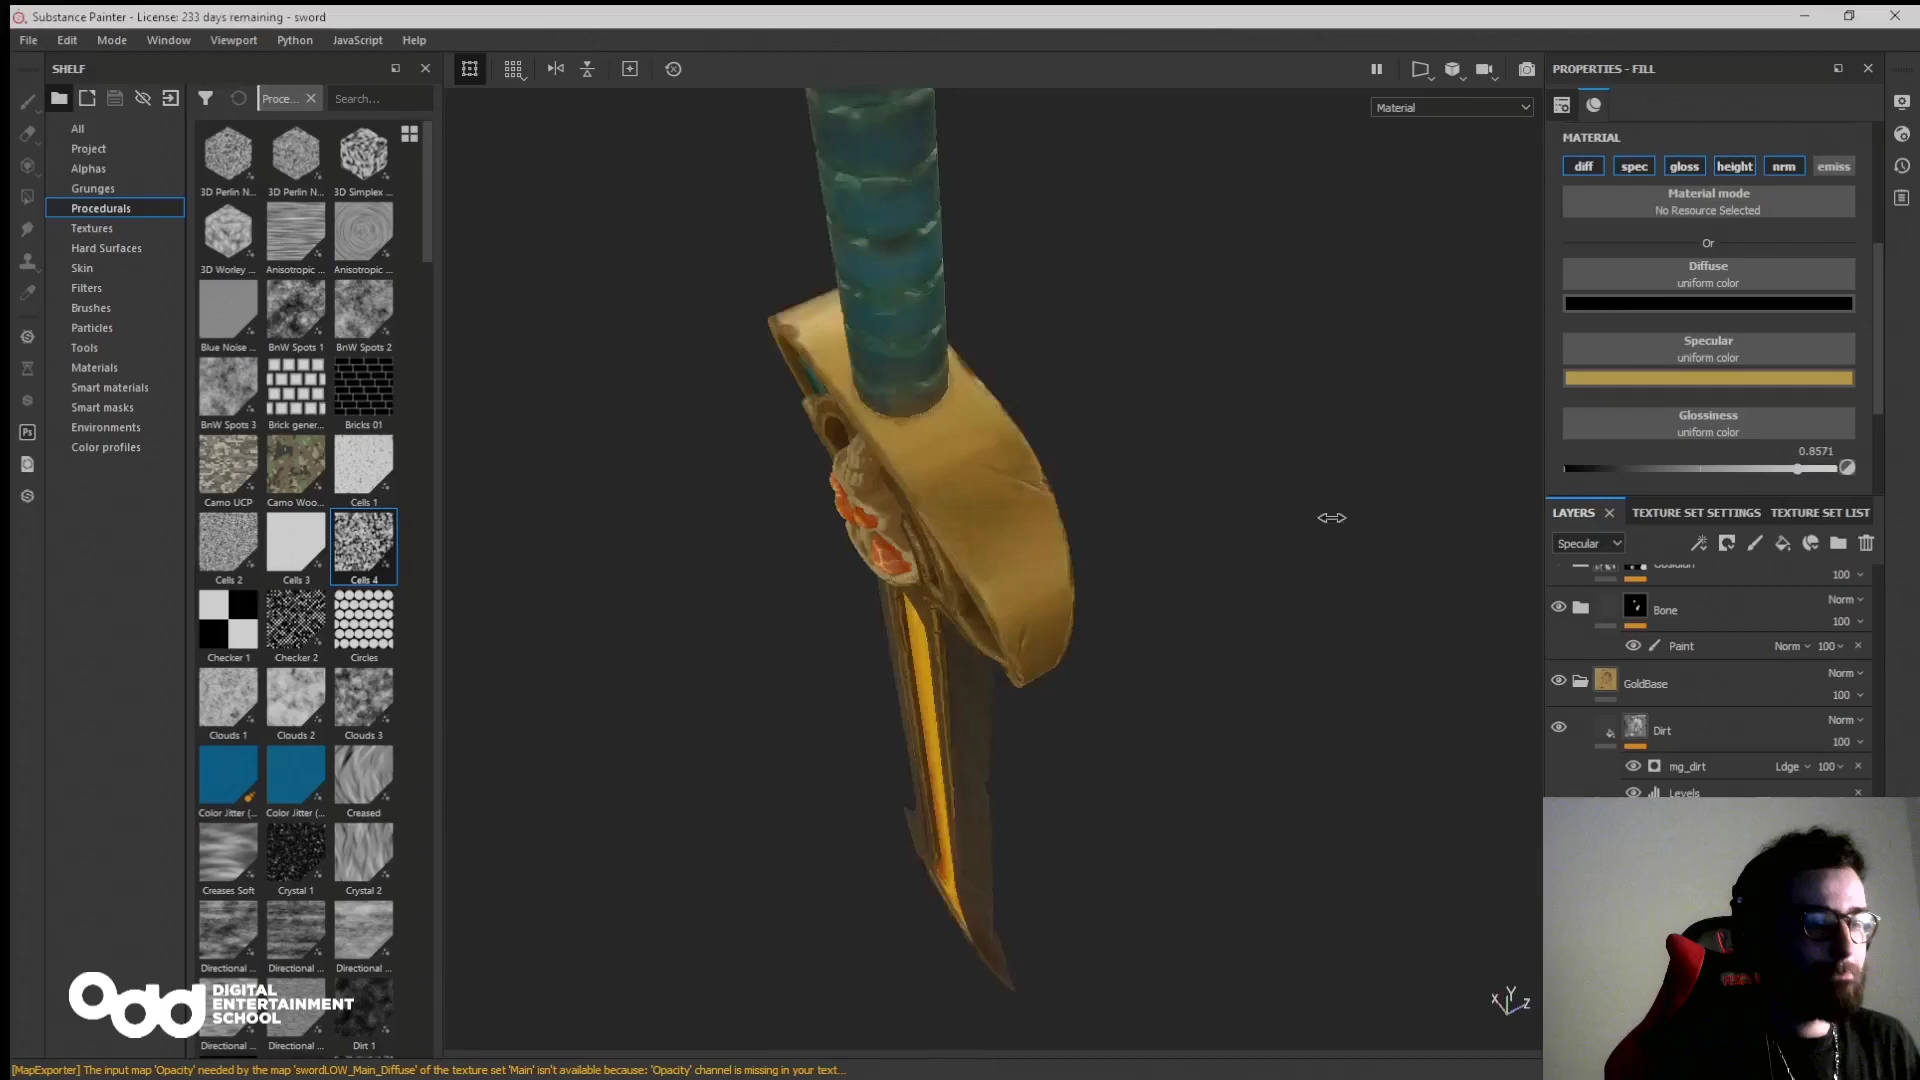 Substance Painter - License: 233 days remaining - sword
File Edit Mode Window Viewport Python JavaScript Help
SHELF
Proce... Search...
All
Project
Alphas
Grunges
Procedurals
Textures
Hard Surfaces
Skin
Filters
Brushes
Particles
Tools
Materials
Smart materials
Smart masks
Environments
Color profiles
3D Perlin N... 3D Perlin N... 3D Simplex ...
3D Worley ... Anisotropic ... Anisotropic ...
Blue Noise ... BnW Spots 1 BnW Spots 2
BnW Spots 3 Brick gener... Bricks 01
Camo UCP Camo Woo... Cells 1
Cells 2 Cells 3 Cells 4
Checker 1 Checker 2 Circles
Clouds 1 Clouds 2 Clouds 3
Color Jitter (... Color Jitter (... Creased
Creases Soft Crystal 1 Crystal 2
Directional ... Directional ... Directional ...
Directional ... Directional ... Dirt 1
Odd DIGITAL
ENTERTAINMENT
SCHOOL
Material
X Y Z
PROPERTIES - FILL
MATERIAL
diff spec gloss height nrm emiss
Material mode
No Resource Selected
Or
Diffuse
uniform color
Specular
uniform color
Glossiness
uniform color
0.8571
LAYERS TEXTURE SET SETTINGS TEXTURE SET LIST
Specular
100
Bone Norm
100
Paint Norm 100
GoldBase Norm
100
Dirt Norm
100
mg_dirt Ldge 100
Levels
Ps
[MapExporter] The input map 'Opacity' needed by the map 'swordLOW_Main_Diffuse' of the texture set 'Main' isn't available because: 'Opacity' channel is missing in your text...